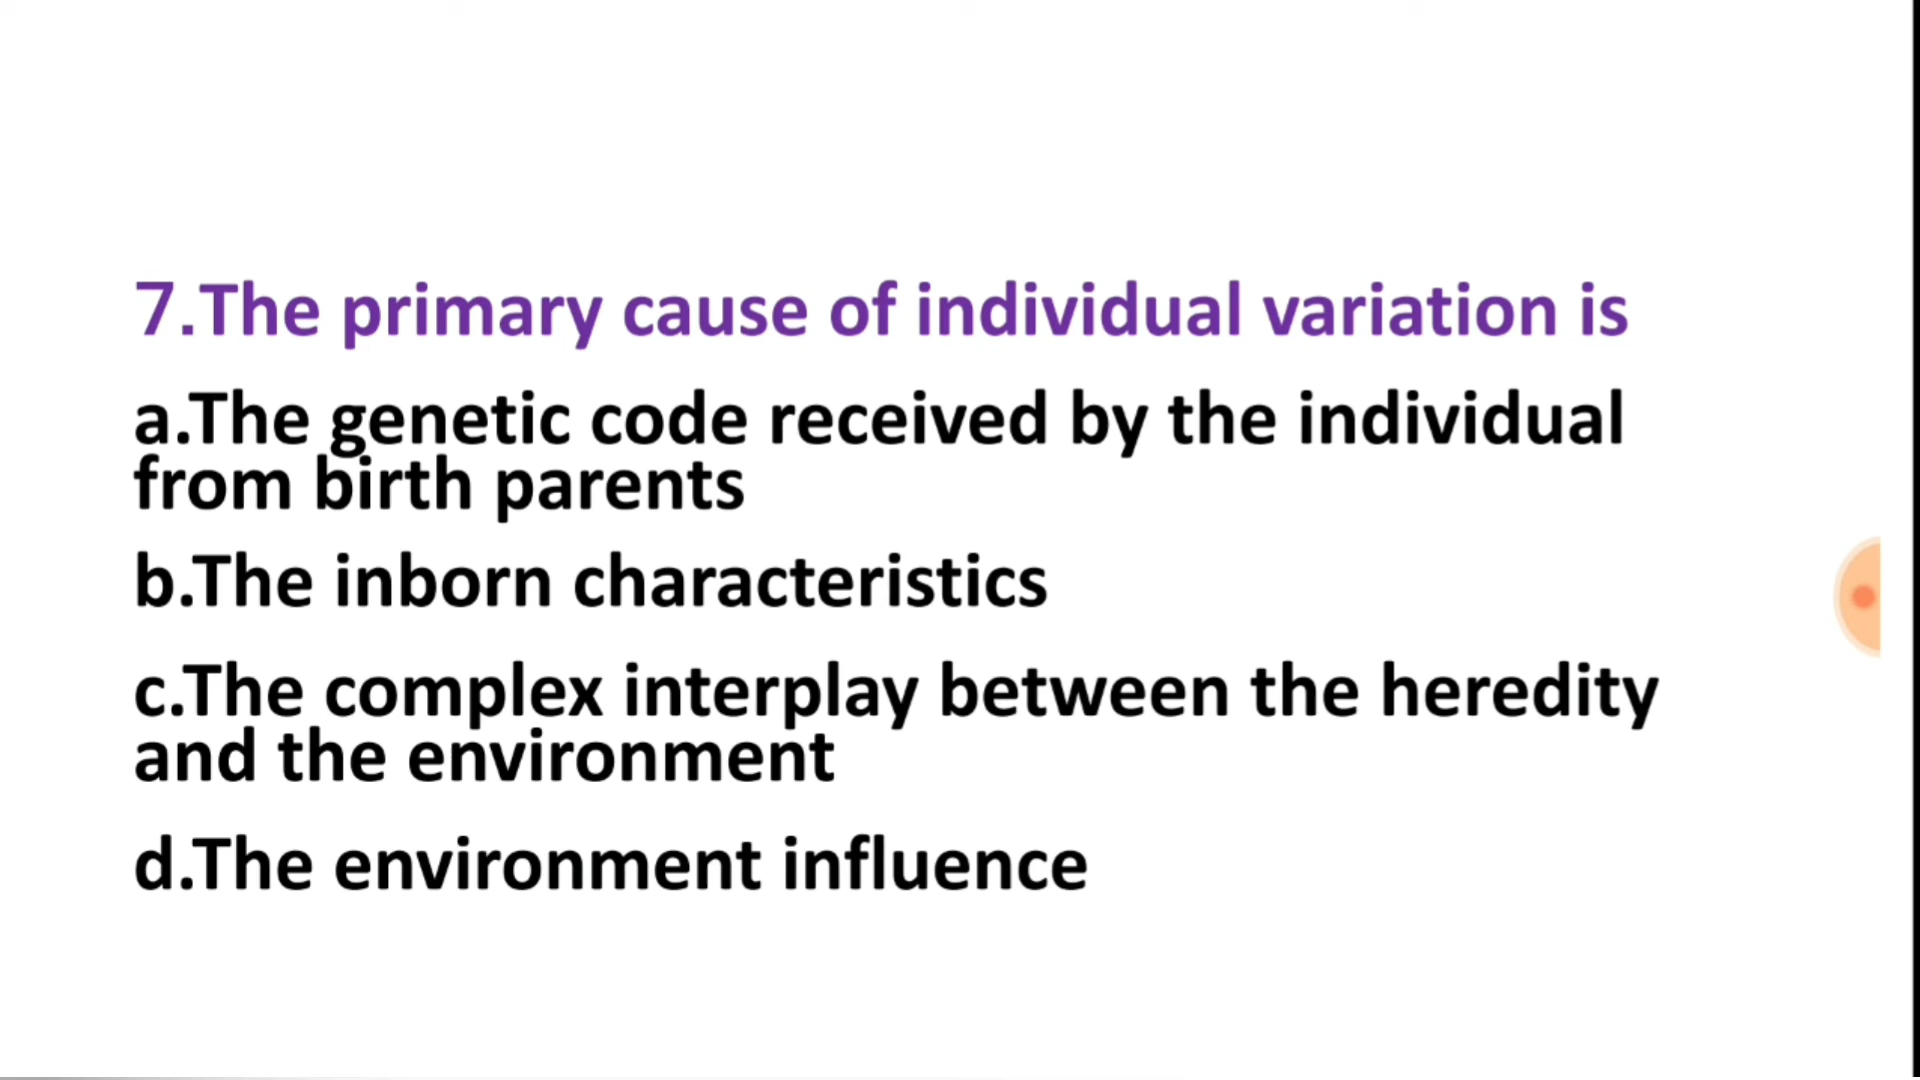 7.The primary cause of individual variation is
a.The genetic code received by the individual
from birth parents
b.The inborn characteristics
c.The complex interplay between the heredity
and the environment
d.The environment influence